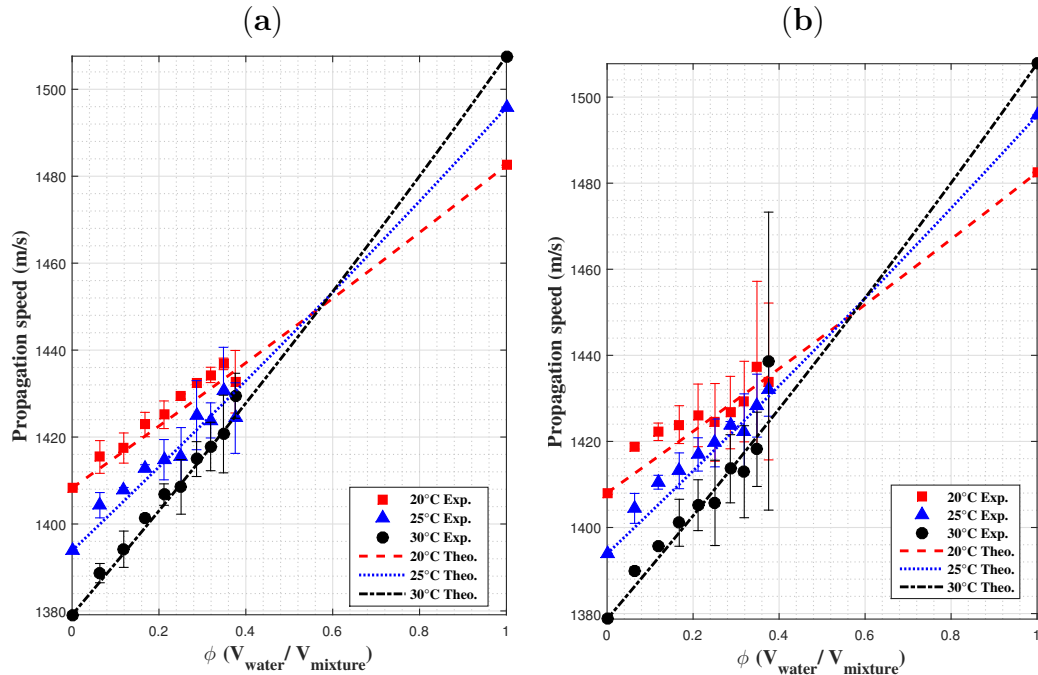 (a)
Propagation speed (m/s)
1500
1480
1460
1440
1420
1400
1380
0
0.2
0.4
0.6
0.8
1
ϕ (V_water/ V_mixture)
20°C Exp.
25°C Exp.
30°C Exp.
20°C Theo.
25°C Theo.
30°C Theo.
(b)
Propagation speed (m/s)
1500
1480
1460
1440
1420
1400
1380
0
0.2
0.4
0.6
0.8
1
ϕ (V_water/ V_mixture)
20°C Exp.
25°C Exp.
30°C Exp.
20°C Theo.
25°C Theo.
30°C Theo.